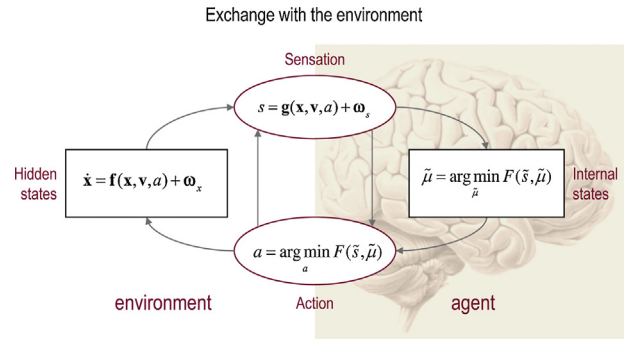 Exchange with the environment
Sensation
s = g(x,v,a) + ω_s
Hidden
states
ẋ = f(x,v,a) + ω_x
μ̃ = arg min F(s̃,μ̃)
μ̃
Internal
states
a = arg min F(s̃,μ̃)
a
environment
Action
agent